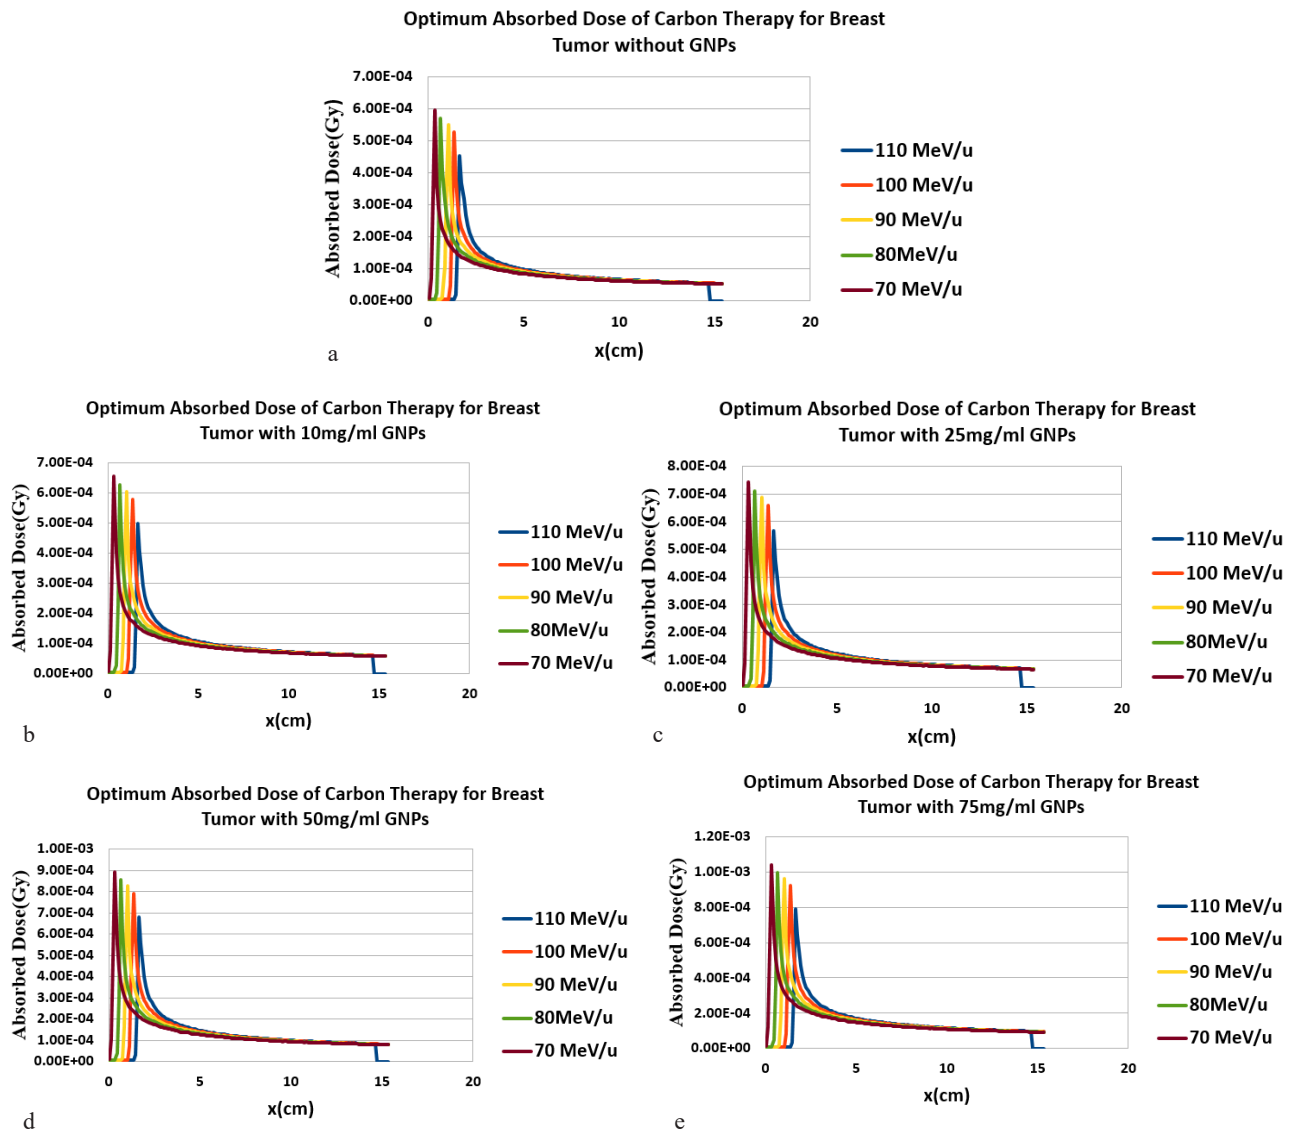 Optimum Absorbed Dose of Carbon Therapy for Breast
Tumor without GNPs
Absorbed Dose(Gy)
7.00E-04
6.00E-04
5.00E-04
4.00E-04
3.00E-04
2.00E-04
1.00E-04
0.00E+00
0 5 10 15 20
x(cm)
110 MeV/u
100 MeV/u
90 MeV/u
80MeV/u
70 MeV/u
a
Optimum Absorbed Dose of Carbon Therapy for Breast
Tumor with 10mg/ml GNPs
Absorbed Dose(Gy)
7.00E-04
6.00E-04
5.00E-04
4.00E-04
3.00E-04
2.00E-04
1.00E-04
0.00E+00
0 5 10 15 20
x(cm)
110 MeV/u
100 MeV/u
90 MeV/u
80MeV/u
70 MeV/u
b
Optimum Absorbed Dose of Carbon Therapy for Breast
Tumor with 25mg/ml GNPs
Absorbed Dose(Gy)
8.00E-04
7.00E-04
6.00E-04
5.00E-04
4.00E-04
3.00E-04
2.00E-04
1.00E-04
0.00E+00
0 5 10 15 20
x(cm)
110 MeV/u
100 MeV/u
90 MeV/u
80MeV/u
70 MeV/u
c
Optimum Absorbed Dose of Carbon Therapy for Breast
Tumor with 50mg/ml GNPs
Absorbed Dose(Gy)
1.00E-03
9.00E-04
8.00E-04
7.00E-04
6.00E-04
5.00E-04
4.00E-04
3.00E-04
2.00E-04
1.00E-04
0.00E+00
0 5 10 15 20
x(cm)
110 MeV/u
100 MeV/u
90 MeV/u
80MeV/u
70 MeV/u
d
Optimum Absorbed Dose of Carbon Therapy for Breast
Tumor with 75mg/ml GNPs
Absorbed Dose(Gy)
1.20E-03
1.00E-03
8.00E-04
6.00E-04
4.00E-04
2.00E-04
0.00E+00
0 5 10 15 20
x(cm)
110 MeV/u
100 MeV/u
90 MeV/u
80MeV/u
70 MeV/u
e